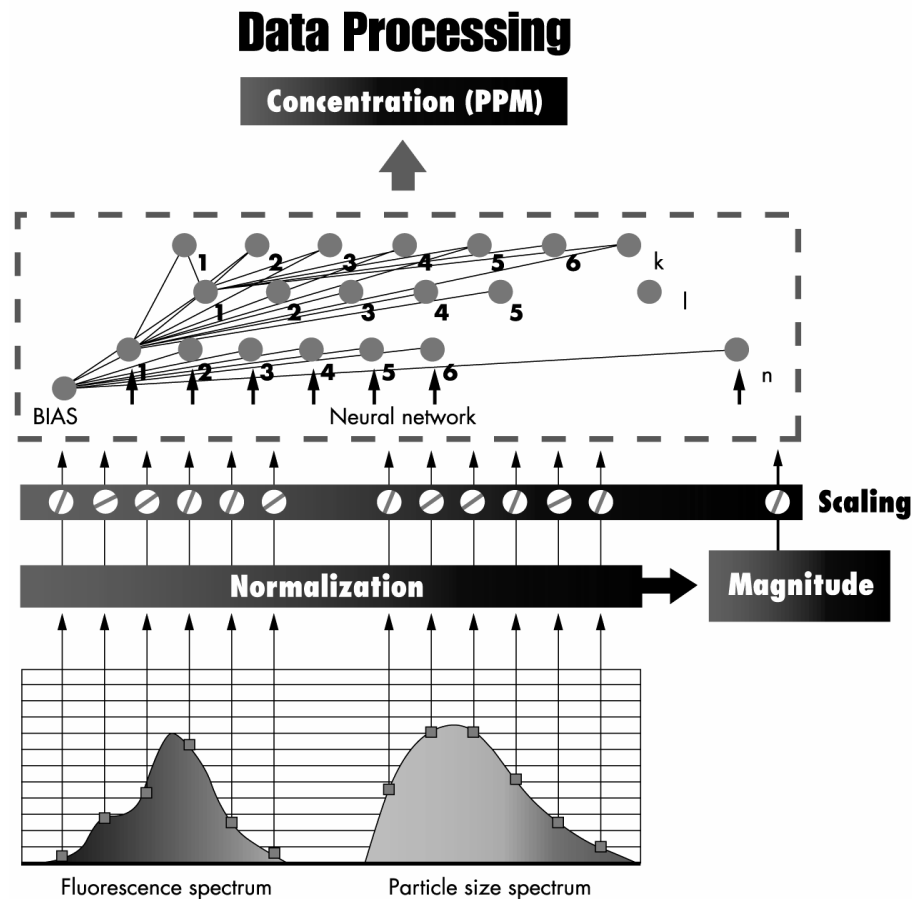 Data Processing
Concentration (PPM)
1 2 3 4 5 6 k
1 2 3 4 5 l
1 2 3 4 5 6 n
BIAS Neural network
Scaling
Normalization Magnitude
Fluorescence spectrum Particle size spectrum